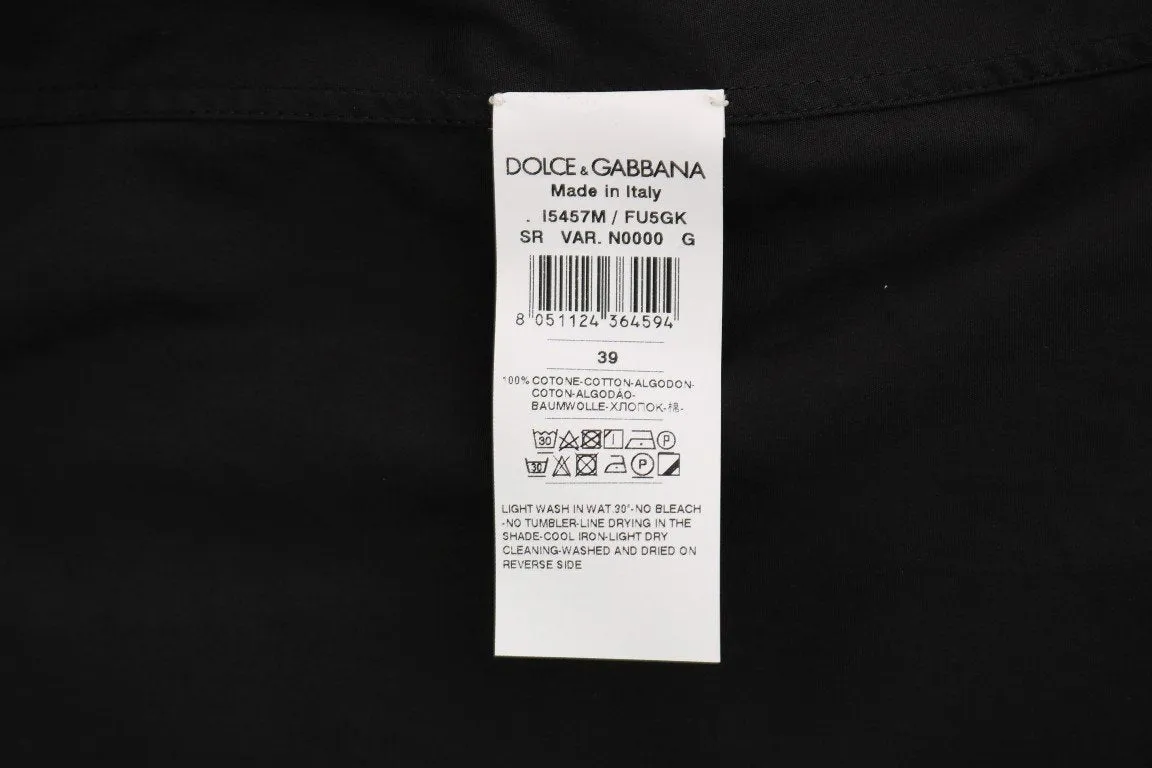 DOLCE & GABBANA
Made in Italy
. I5457M / FU5GK
SR VAR. N0000 G
8 051124 364594
39
100% COTONE-COTTON-ALGODON-
COTON-ALGODÃO-
BAUMWOLLE-ХЛОПОК-棉-
30 P
30 P
LIGHT WASH IN WAT.30°-NO BLEACH
-NO TUMBLER-LINE DRYING IN THE
SHADE-COOL IRON-LIGHT DRY
CLEANING-WASHED AND DRIED ON
REVERSE SIDE